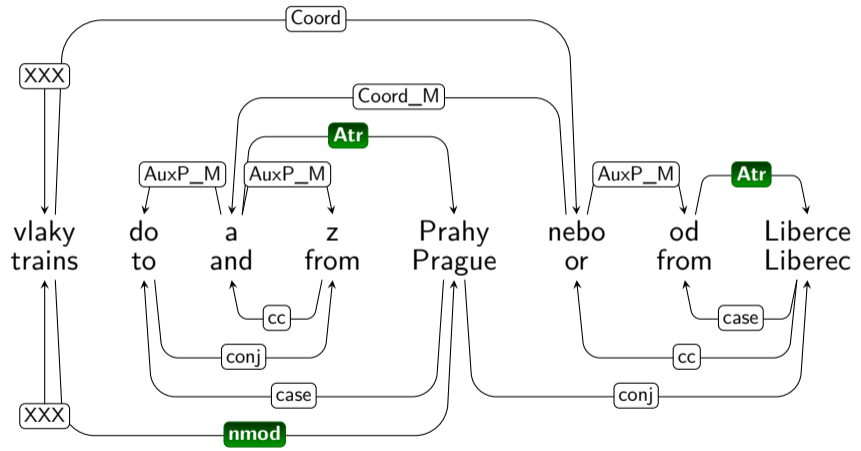 Coord
XXX
Coord_M
Atr
AuxP_M AuxP_M AuxP_M Atr
vlaky do a z Prahy nebo od Liberce
trains to and from Prague or from Liberec
cc case
conj cc
case conj
XXX
nmod